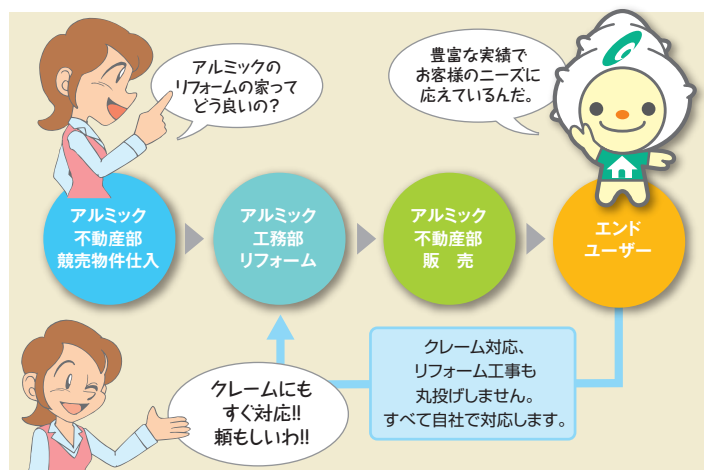 アルミックの
リフォームの家って
どう良いの？
豊富な実績で
お客様のニーズに
応えているんだ。
アルミック
不動産部
競売物件仕入
アルミック
工務部
リフォーム
アルミック
不動産部
販　売
エンド
ユーザー
クレーム対応、
リフォーム工事も
丸投げしません。
すべて自社で対応します。
クレームにも
すぐ対応!!
頼もしいわ!!